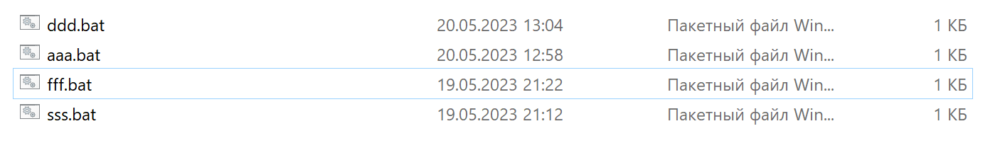 ddd.bat 20.05.2023 13:04 Пакетный файл Win... 1 КБ
aaa.bat 20.05.2023 12:58 Пакетный файл Win... 1 КБ
fff.bat 19.05.2023 21:22 Пакетный файл Win... 1 КБ
sss.bat 19.05.2023 21:12 Пакетный файл Win... 1 КБ